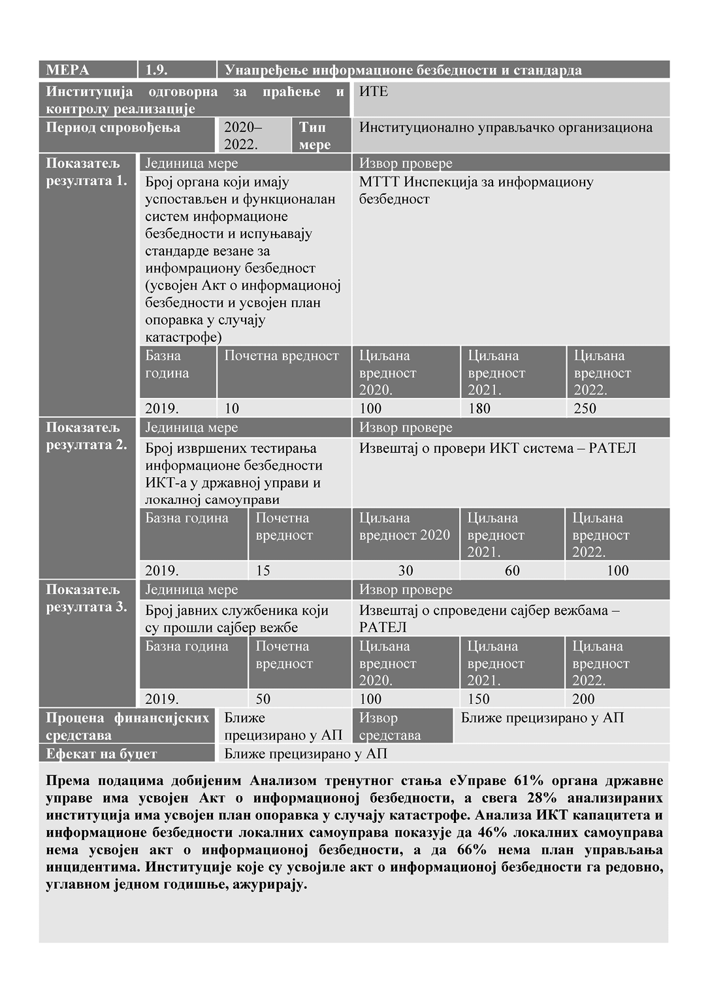 МЕРА 1.9. Унапређење информационе безбедности и стандарда
Институција одговорна за праћење и ИТЕ
контролу реализације
Период спровођења 2020– Тип Институционално управљачко организациона
2022. мере
Показатељ Јединица мере Извор провере
резултата 1. Број органа који имају МТТТ Инспекција за информациону
успостављен и функционалан безбедност
систем информационе
безбедности и испуњавају
стандарде везане за
инфомрациону безбедност
(усвојен Акт о информационој
безбедности и усвојен план
опоравка у случају
катастрофе)
Базна Почетна вредност Циљана Циљана Циљана
година вредност вредност вредност
2020. 2021. 2022.
2019. 10 100 180 250
Показатељ Јединица мере Извор провере
резултата 2. Број извршених тестирања Извештај о провери ИКТ система – РАТЕЛ
информационе безбедности
ИКТ-а у државној управи и
локалној самоуправи
Базна година Почетна Циљана Циљана Циљана
вредност вредност 2020 вредност вредност
2021. 2022.
2019. 15 30 60 100
Показатељ Јединица мере Извор провере
резултата 3. Број јавних службеника који Извештај о спроведени сајбер вежбама –
су прошли сајбер вежбе РАТЕЛ
Базна година Почетна Циљана Циљана Циљана
вредност вредност вредност вредност
2020. 2021. 2022.
2019. 50 100 150 200
Процена финансијских Ближе Извор Ближе прецизирано у АП
средстава прецизирано у АП средстава
Ефекат на буџет Ближе прецизирано у АП
Према подацима добијеним Анализом тренутног стања еУправе 61% органа државне
управе има усвојен Акт о информационој безбедности, а свега 28% анализираних
институција има усвојен план опоравка у случају катастрофе. Анализа ИКТ капацитета и
информационе безбедности локалних самоуправа показује да 46% локалних самоуправа
нема усвојен акт о информационој безбедности, а да 66% нема план управљања
инцидентима. Институције које су усвојиле акт о информационој безбедности га редовно,
углавном једном годишње, ажурирају.